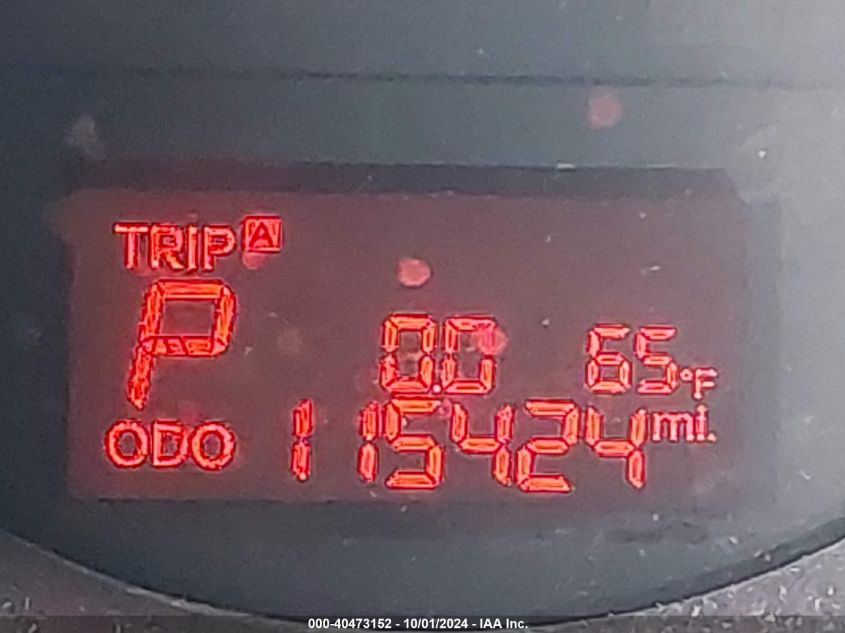 TRIP A
P 0.0 65°F
ODO 115424 mi.
000-40473152 - 10/01/2024 - IAA Inc.